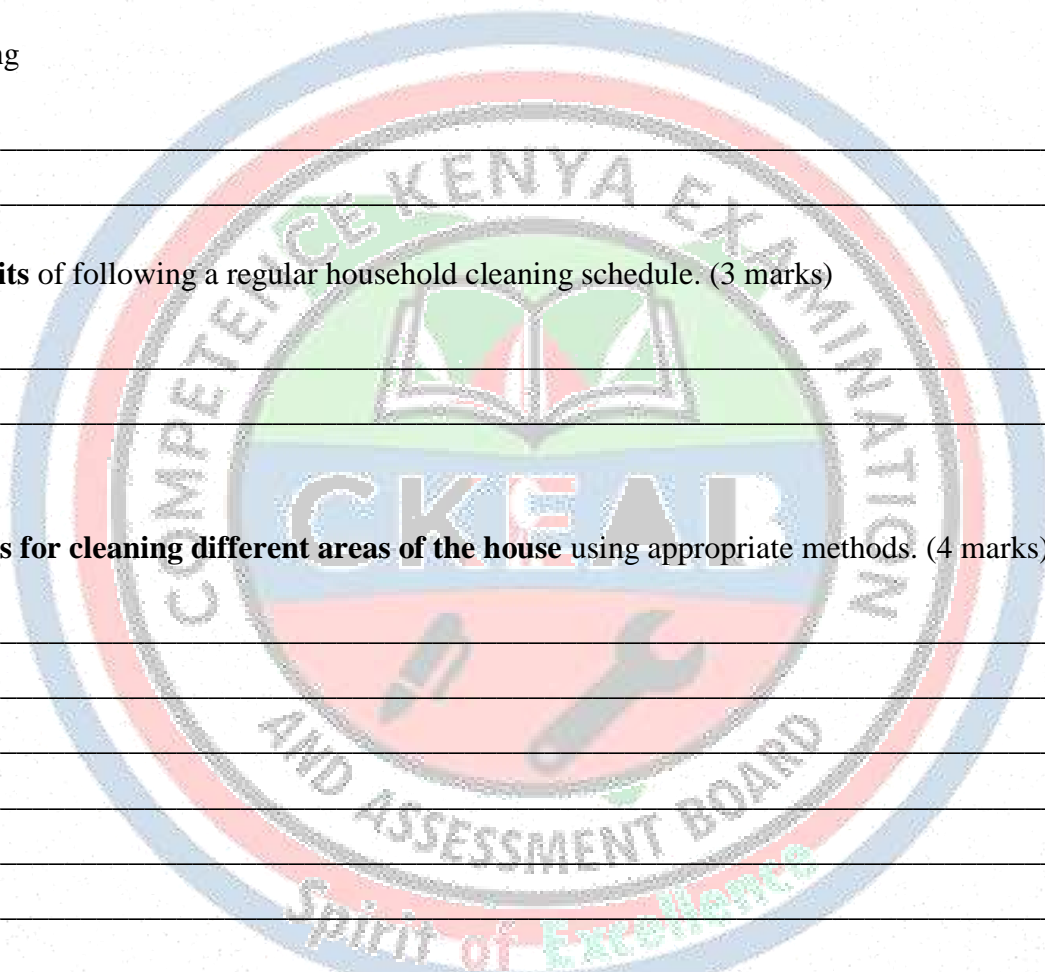 ng
its of following a regular household cleaning schedule. (3 marks)
s for cleaning different areas of the house using appropriate methods. (4 marks)
COMPETENCE KENYA EXAMINATION
CKEAB
AND ASSESSMENT BOARD
Spirit of Excellence